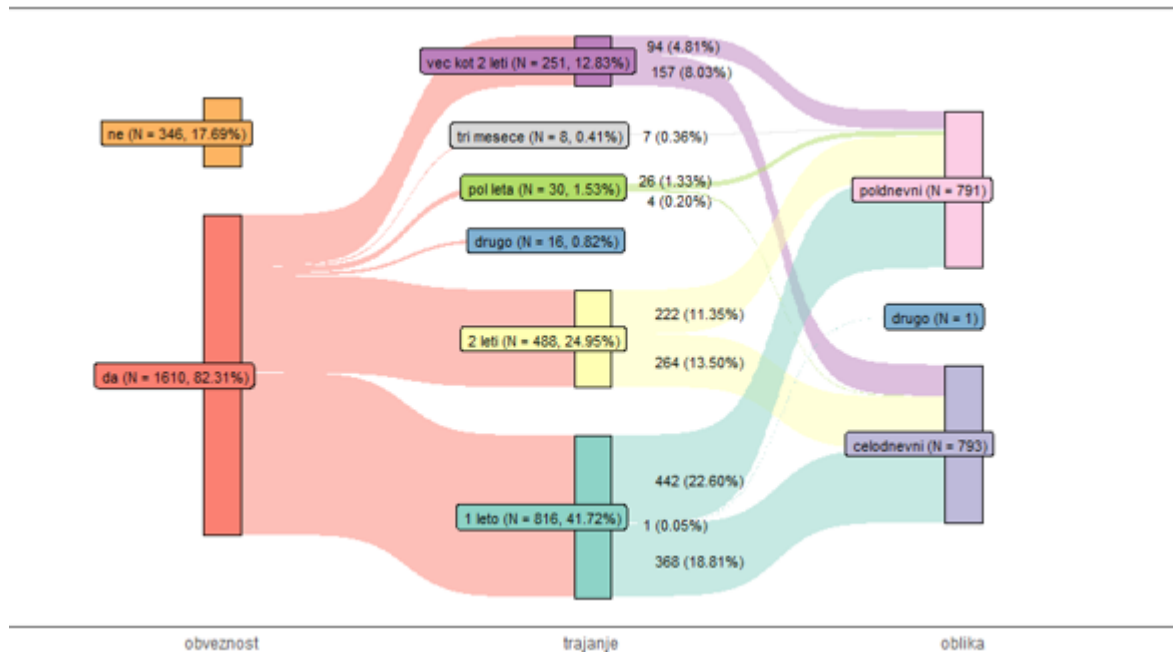 94 (4.81%)
vec kot 2 leti (N = 251, 12.83%)
157 (8.03%)
ne (N = 346, 17.69%)
tri mesece (N = 8, 0.41%)
7 (0.36%)
26 (1.33%)
pol leta (N = 30, 1.53%)
poldnevni (N = 791)
4 (0.20%)
drugo (N = 16, 0.82%)
222 (11.35%)
drugo (N = 1)
2 leti (N = 488, 24.95%)
264 (13.50%)
da (N = 1610, 82.31%)
celodnevni (N = 793)
442 (22.60%)
1 leto (N = 816, 41.72%)
1 (0.05%)
368 (18.81%)
obveznost
trajanje
oblika